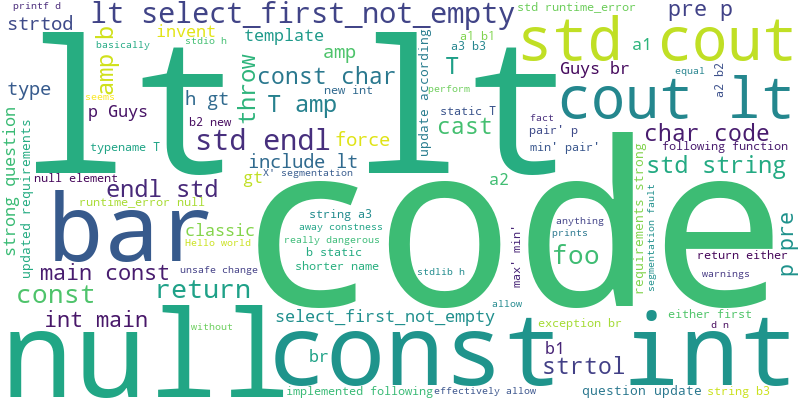 printf d
lt select_first_not_empty
std runtime_error
pre p
strtod
stdio h
invent
template
a1 b1
std cout
basically
amp b
amp
a3 b3
a1
type
seems
lt
throw
const char
new int
lt
update according
T
perform
Guys br
equal
a2 b2
cout lt
p Guys
h gt
T amp
static T
cast
fact
pair' p
min' pair'
char code
following function
strong question
updated requirements
b2 new
typename T
std endl
force
include lt
X' segmentation
gt
std string
null element
endl std
a2
code
runtime_error null
bar
classic
Hello world
string a3
away constness
really dangerous
b static
shorter name
max' min'
anything
prints
foo
requirements strong
segmentation fault
return either
p pre
main const
unsafe change
stdlib h
warnings
const
return
allow
null
int main
without
select_first_not_empty
const
exception br
int
either first
d n
br
b1
strtol
implemented following
effectively allow
question update
string b3